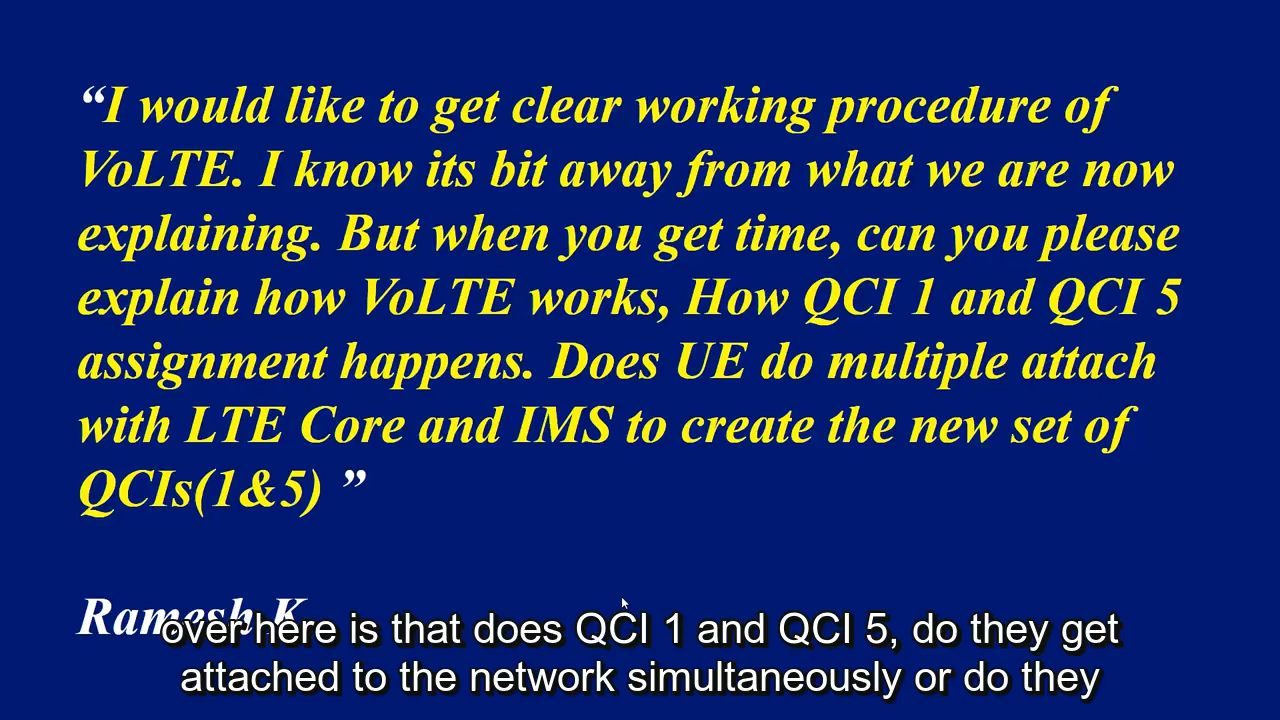 “I would like to get clear working procedure of
VoLTE. I know its bit away from what we are now
explaining. But when you get time, can you please
explain how VoLTE works, How QCI 1 and QCI 5
assignment happens. Does UE do multiple attach
with LTE Core and IMS to create the new set of
QCIs(1&5) ”
Ramesh K
over here is that does QCI 1 and QCI 5, do they get
attached to the network simultaneously or do they